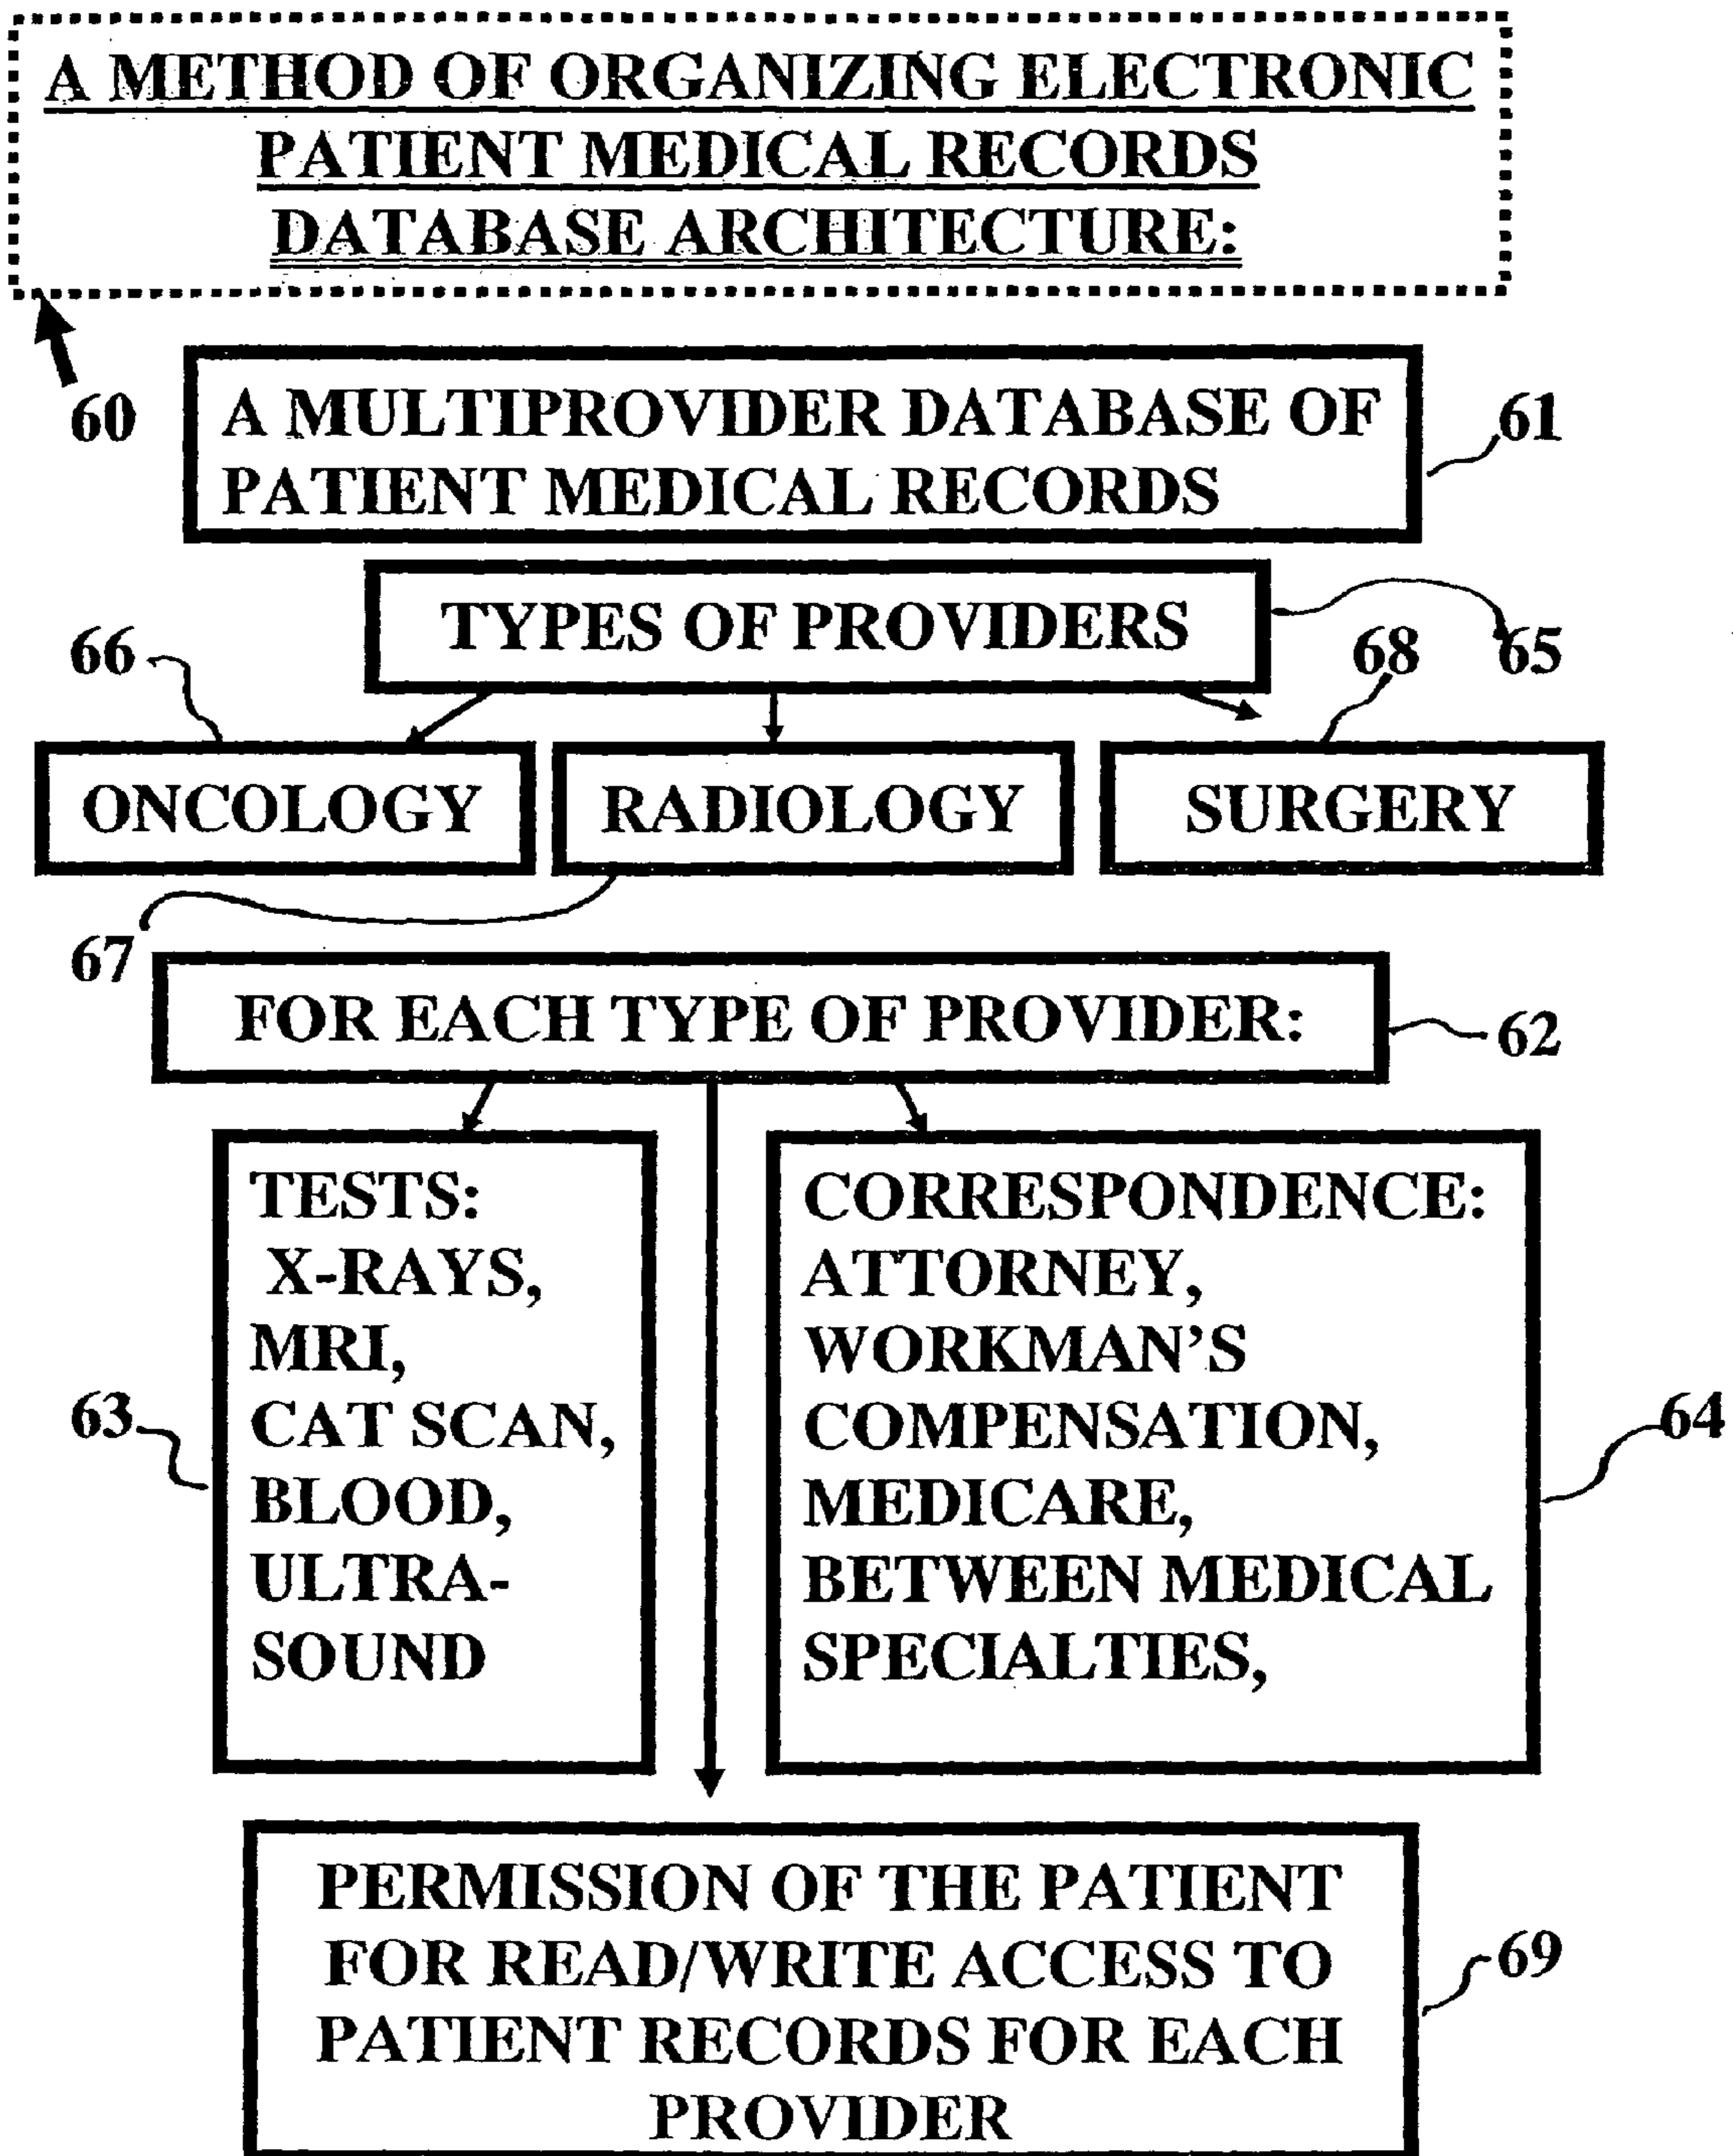 A METHOD OF ORGANIZING ELECTRONIC
PATIENT MEDICAL RECORDS
DATABASE ARCHITECTURE:
60
A MULTIPROVIDER DATABASE OF
PATIENT MEDICAL RECORDS
61
TYPES OF PROVIDERS
65
66
68
ONCOLOGY
RADIOLOGY
SURGERY
67
FOR EACH TYPE OF PROVIDER:
62
TESTS:
X-RAYS,
MRI,
CAT SCAN,
BLOOD,
ULTRA-
SOUND
63
CORRESPONDENCE:
ATTORNEY,
WORKMAN'S
COMPENSATION,
MEDICARE,
BETWEEN MEDICAL
SPECIALTIES,
64
PERMISSION OF THE PATIENT
FOR READ/WRITE ACCESS TO
PATIENT RECORDS FOR EACH
PROVIDER
69